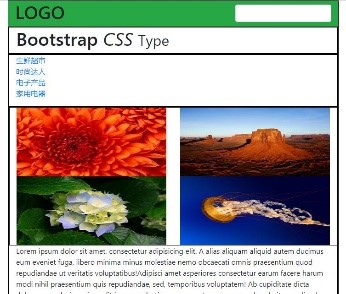 LOGO
Bootstrap CSS Type
生鲜超市
时尚达人
电子产品
家用电器
Lorem ipsum dolor sit amet, consectetur adipisicing elit. A alias aliquam aliquid autem ducimus
eum eveniet fuga, libero minima minus molestiae nemo obcaecati omnis praesentium quod
repudiandae ut veritatis voluptatibus!Adipisci amet asperiores consectetur earum facere harum
modi nihil praesentium quis repudiandae, sed, temporibus voluptatem! Ab cupiditate dicta